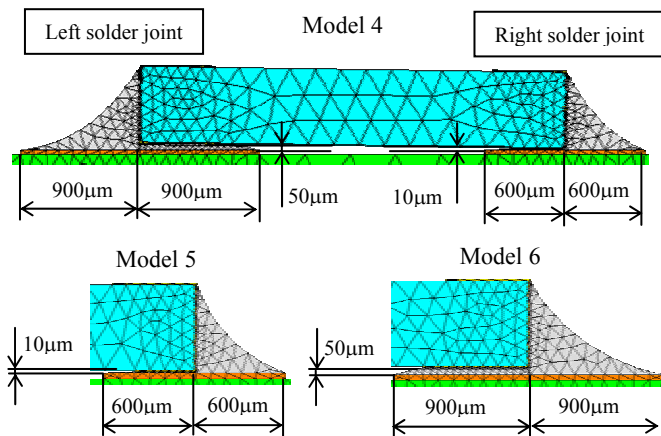 Left solder joint
Model 4
Right solder joint
900μm
900μm
50μm
10μm
600μm
600μm
Model 5
Model 6
10μm
50μm
600μm
600μm
900μm
900μm